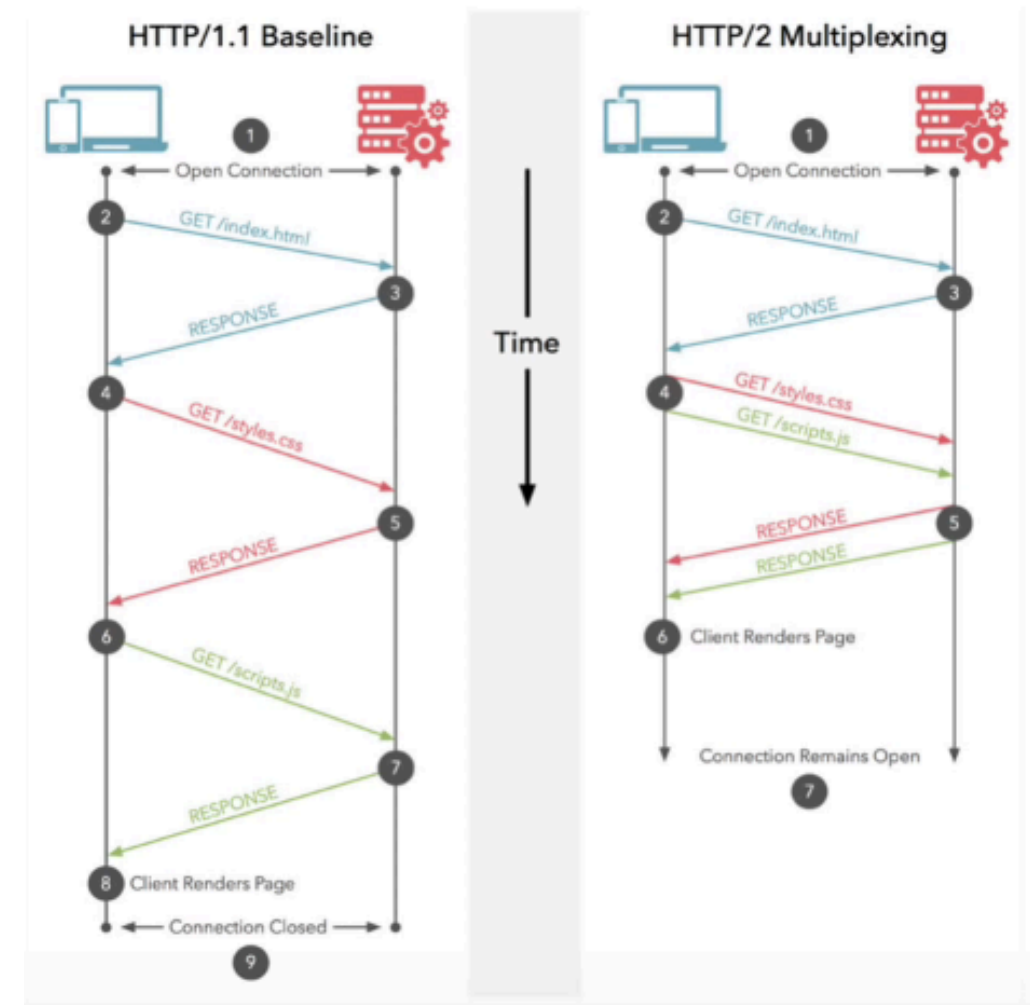 HTTP/1.1 Baseline
1
Open Connection
2
GET /index.html
3
RESPONSE
4
GET /styles.css
5
RESPONSE
6
GET /scripts.js
7
RESPONSE
8 Client Renders Page
Connection Closed
9
Time
HTTP/2 Multiplexing
1
Open Connection
2
GET /index.html
3
RESPONSE
4
GET /styles.css
GET /scripts.js
5
RESPONSE
RESPONSE
6 Client Renders Page
Connection Remains Open
7